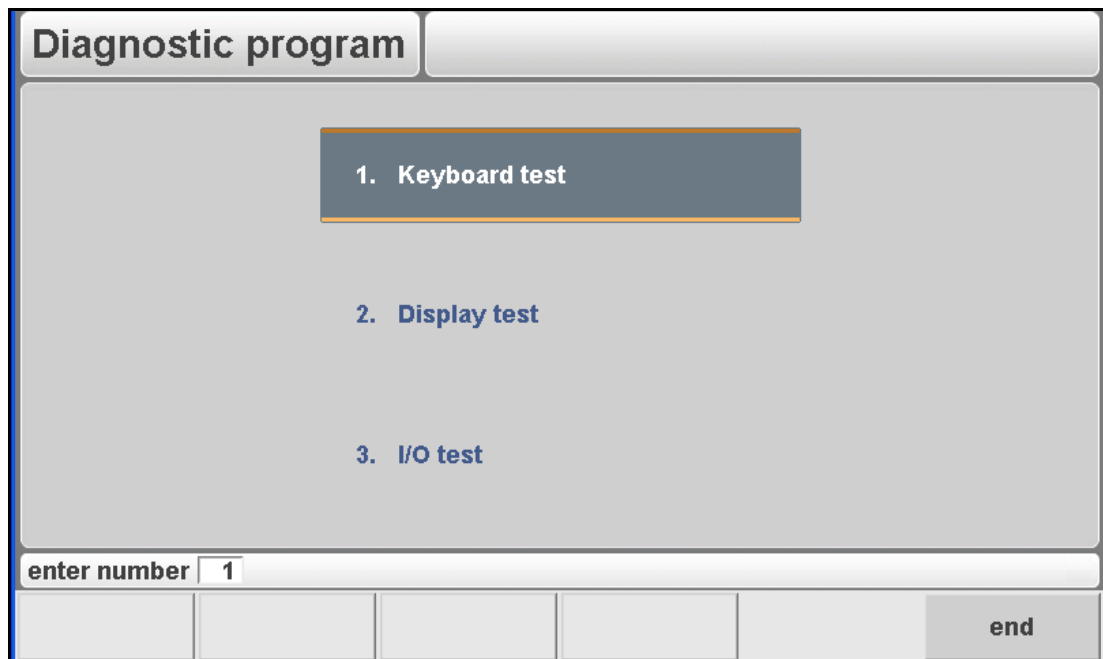 Diagnostic program
1. Keyboard test
2. Display test
3. I/O test
enter number 1
end